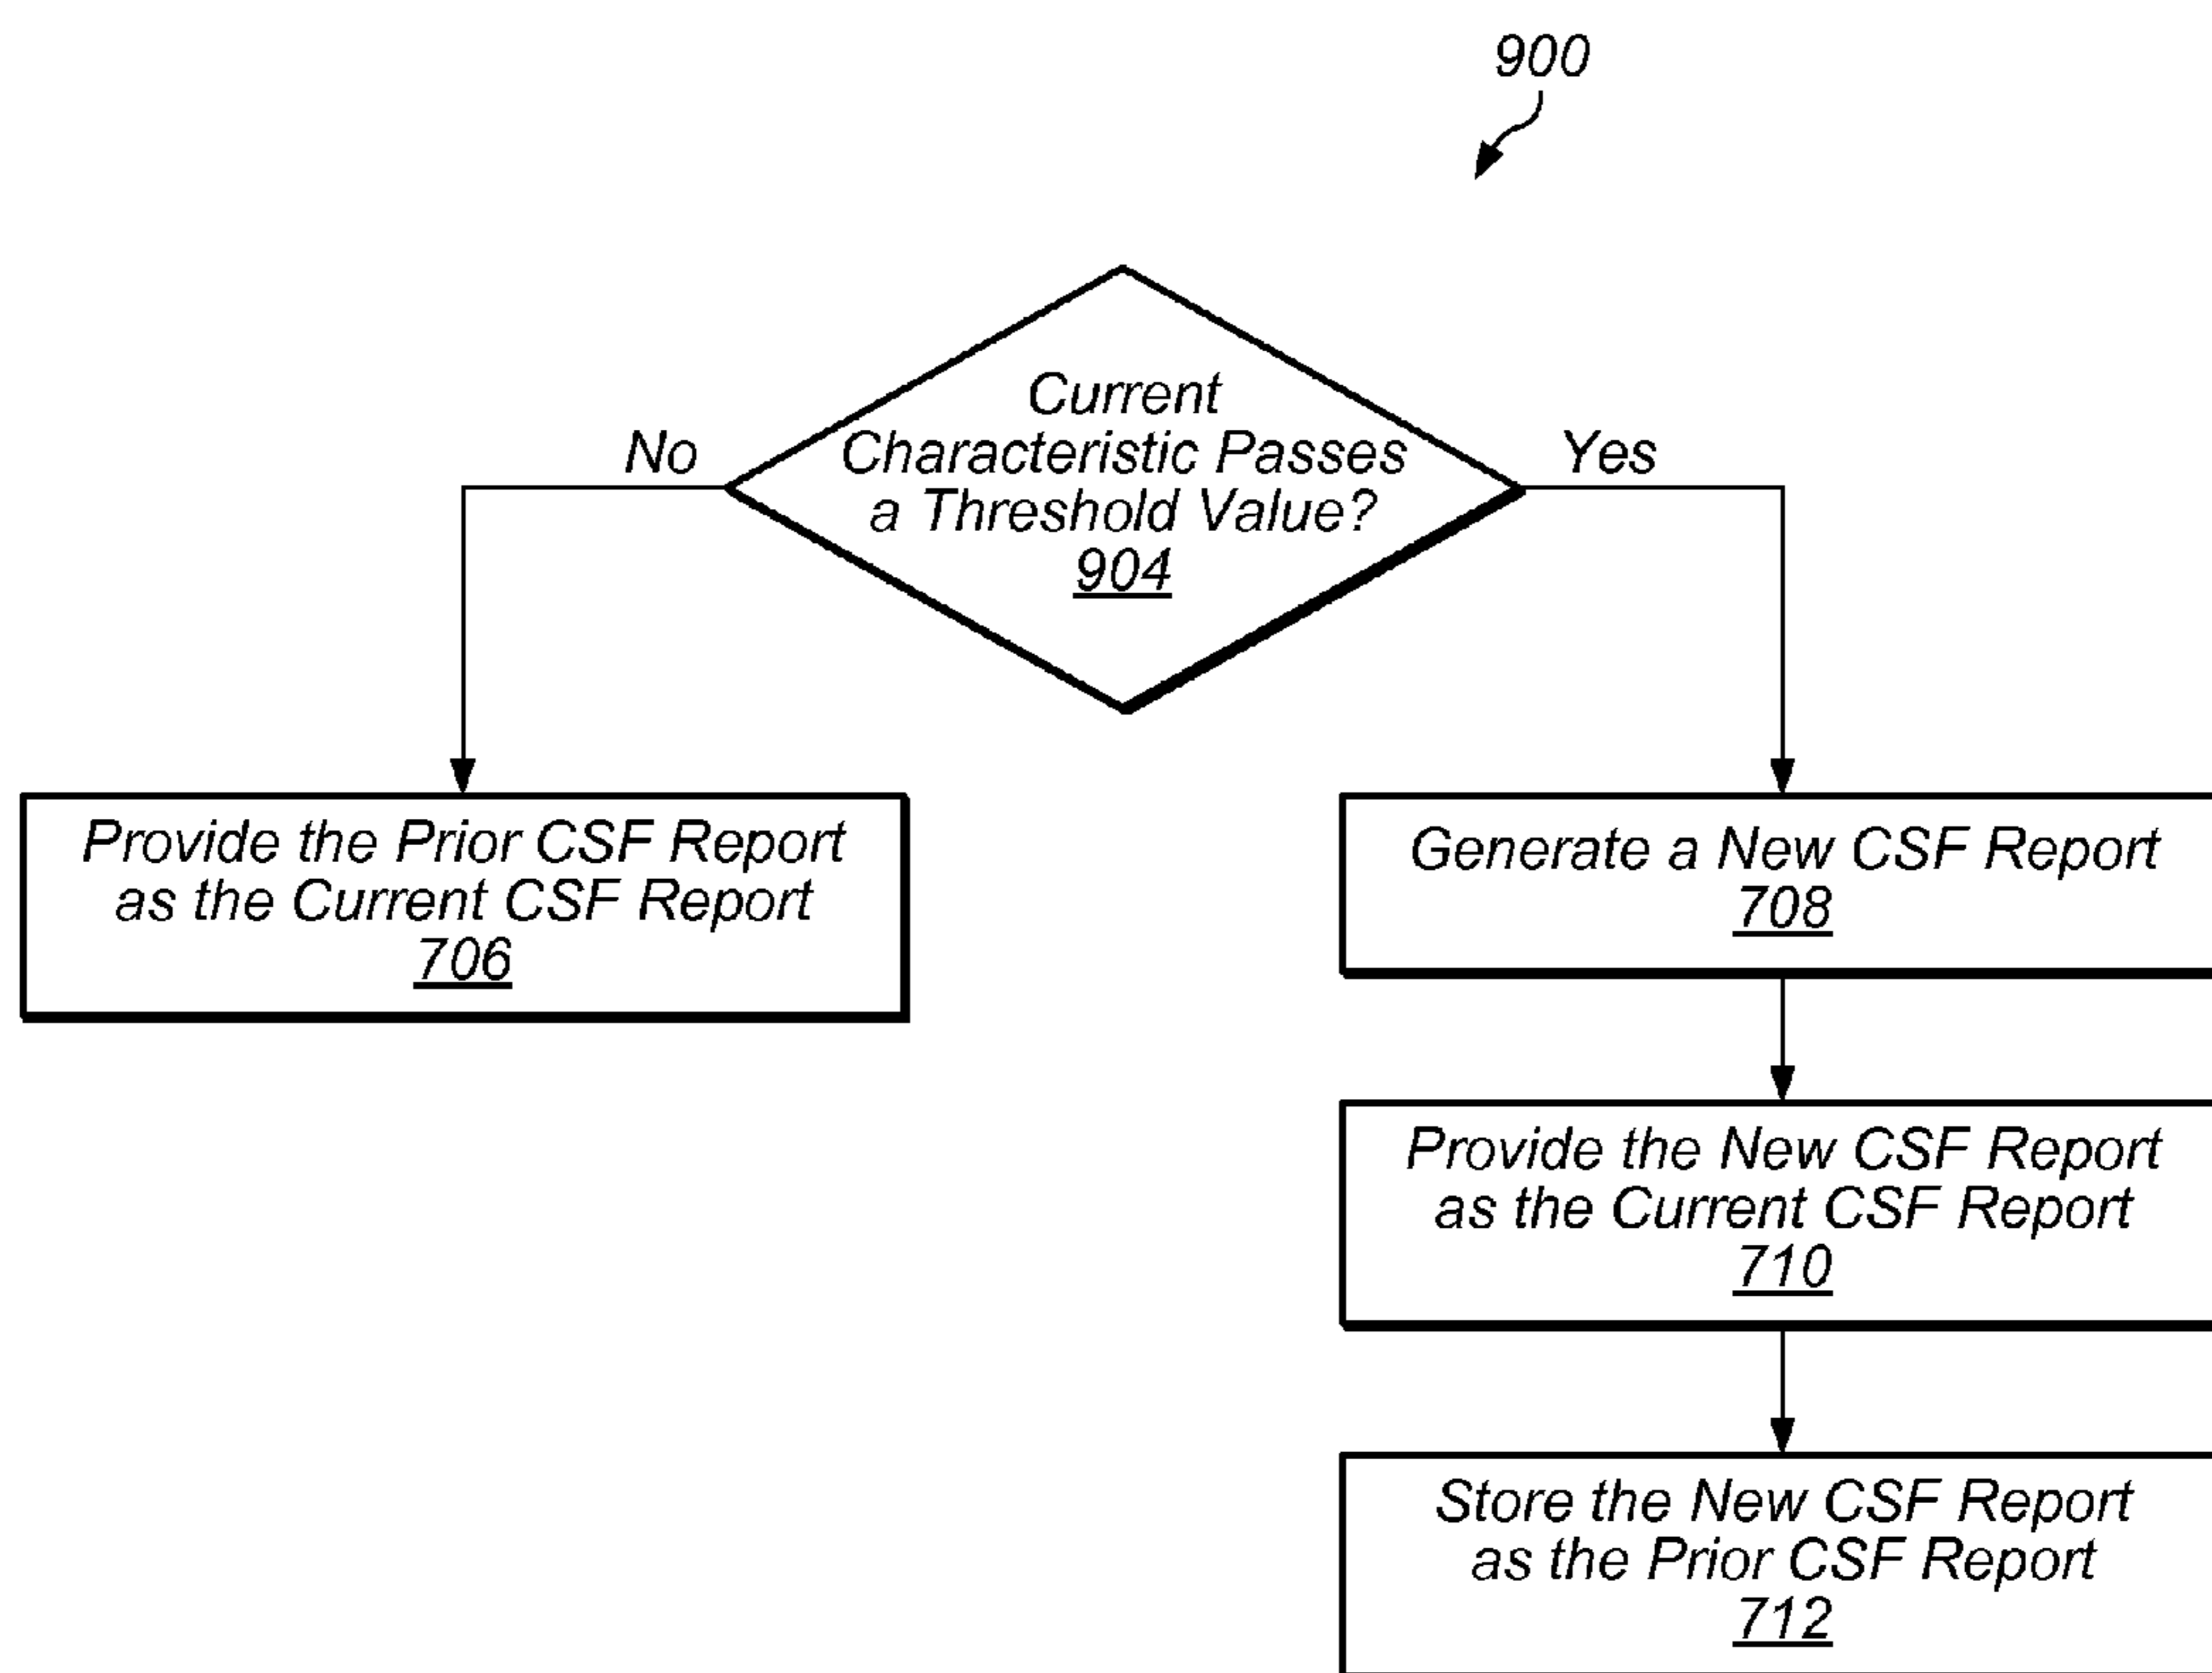 900
Current
Characteristic Passes
a Threshold Value?
904
No
Yes
Provide the Prior CSF Report
as the Current CSF Report
706
Generate a New CSF Report
708
Provide the New CSF Report
as the Current CSF Report
710
Store the New CSF Report
as the Prior CSF Report
712